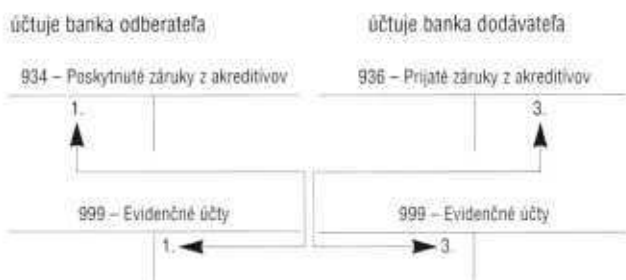 účtuje banka odberateľa
účtuje banka dodávateľa
934 – Poskytnuté záruky z akreditívov
936 – Prijaté záruky z akreditívov
1.
3.
999 – Evidenčné účty
999 – Evidenčné účty
1.
3.